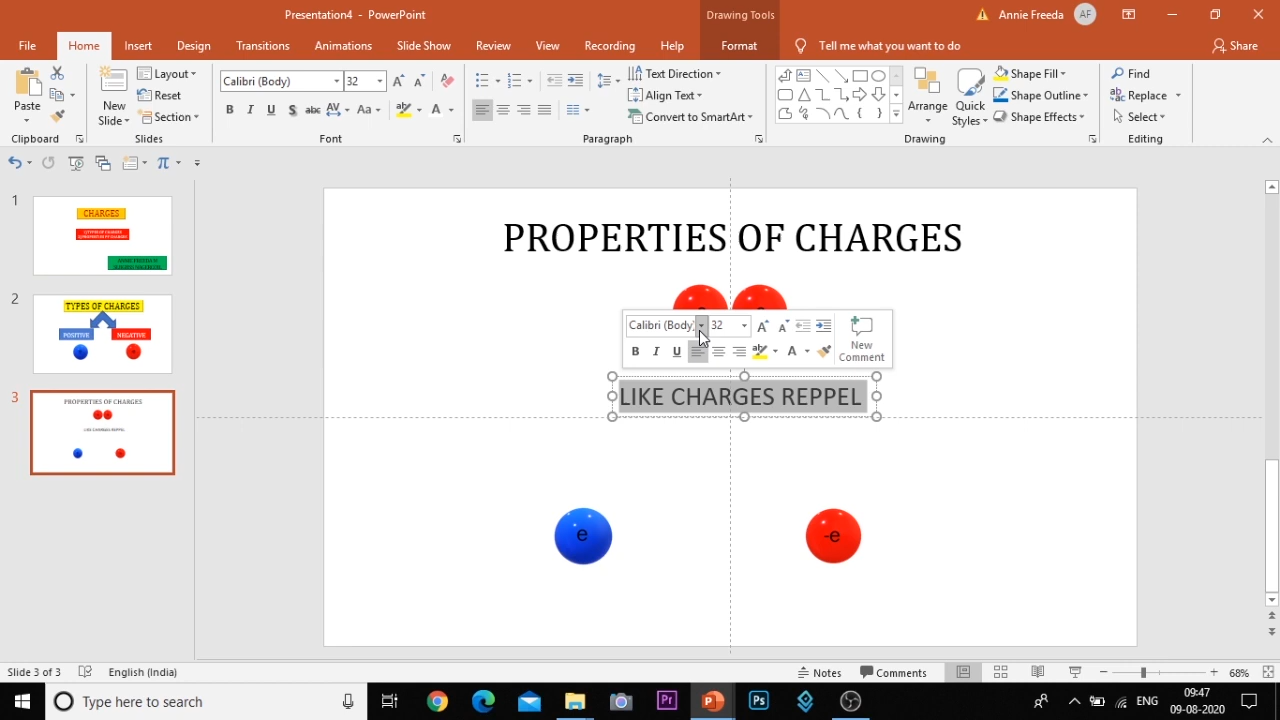 Presentation4 - PowerPoint
Drawing Tools
Annie Freeda
AF
File
Home
Insert
Design
Transitions
Animations
Slide Show
Review
View
Recording
Help
Format
Tell me what you want to do
Share
Paste
New Slide
Layout
Reset
Section
Calibri (Body)
32
Text Direction
Align Text
Convert to SmartArt
Arrange
Quick Styles
Shape Fill
Shape Outline
Shape Effects
Find
Replace
Select
Clipboard
Slides
Font
Paragraph
Drawing
Editing
1
CHARGES
2
TYPES OF CHARGES
POSITIVE
NEGATIVE
3
PROPERTIES OF CHARGES
LIKE CHARGES REPPEL
PROPERTIES OF CHARGES
Calibri (Body)
32
B I U
New Comment
LIKE CHARGES REPPEL
e
-e
Slide 3 of 3
English (India)
Notes
Comments
68%
Type here to search
ENG
09:47
09-08-2020